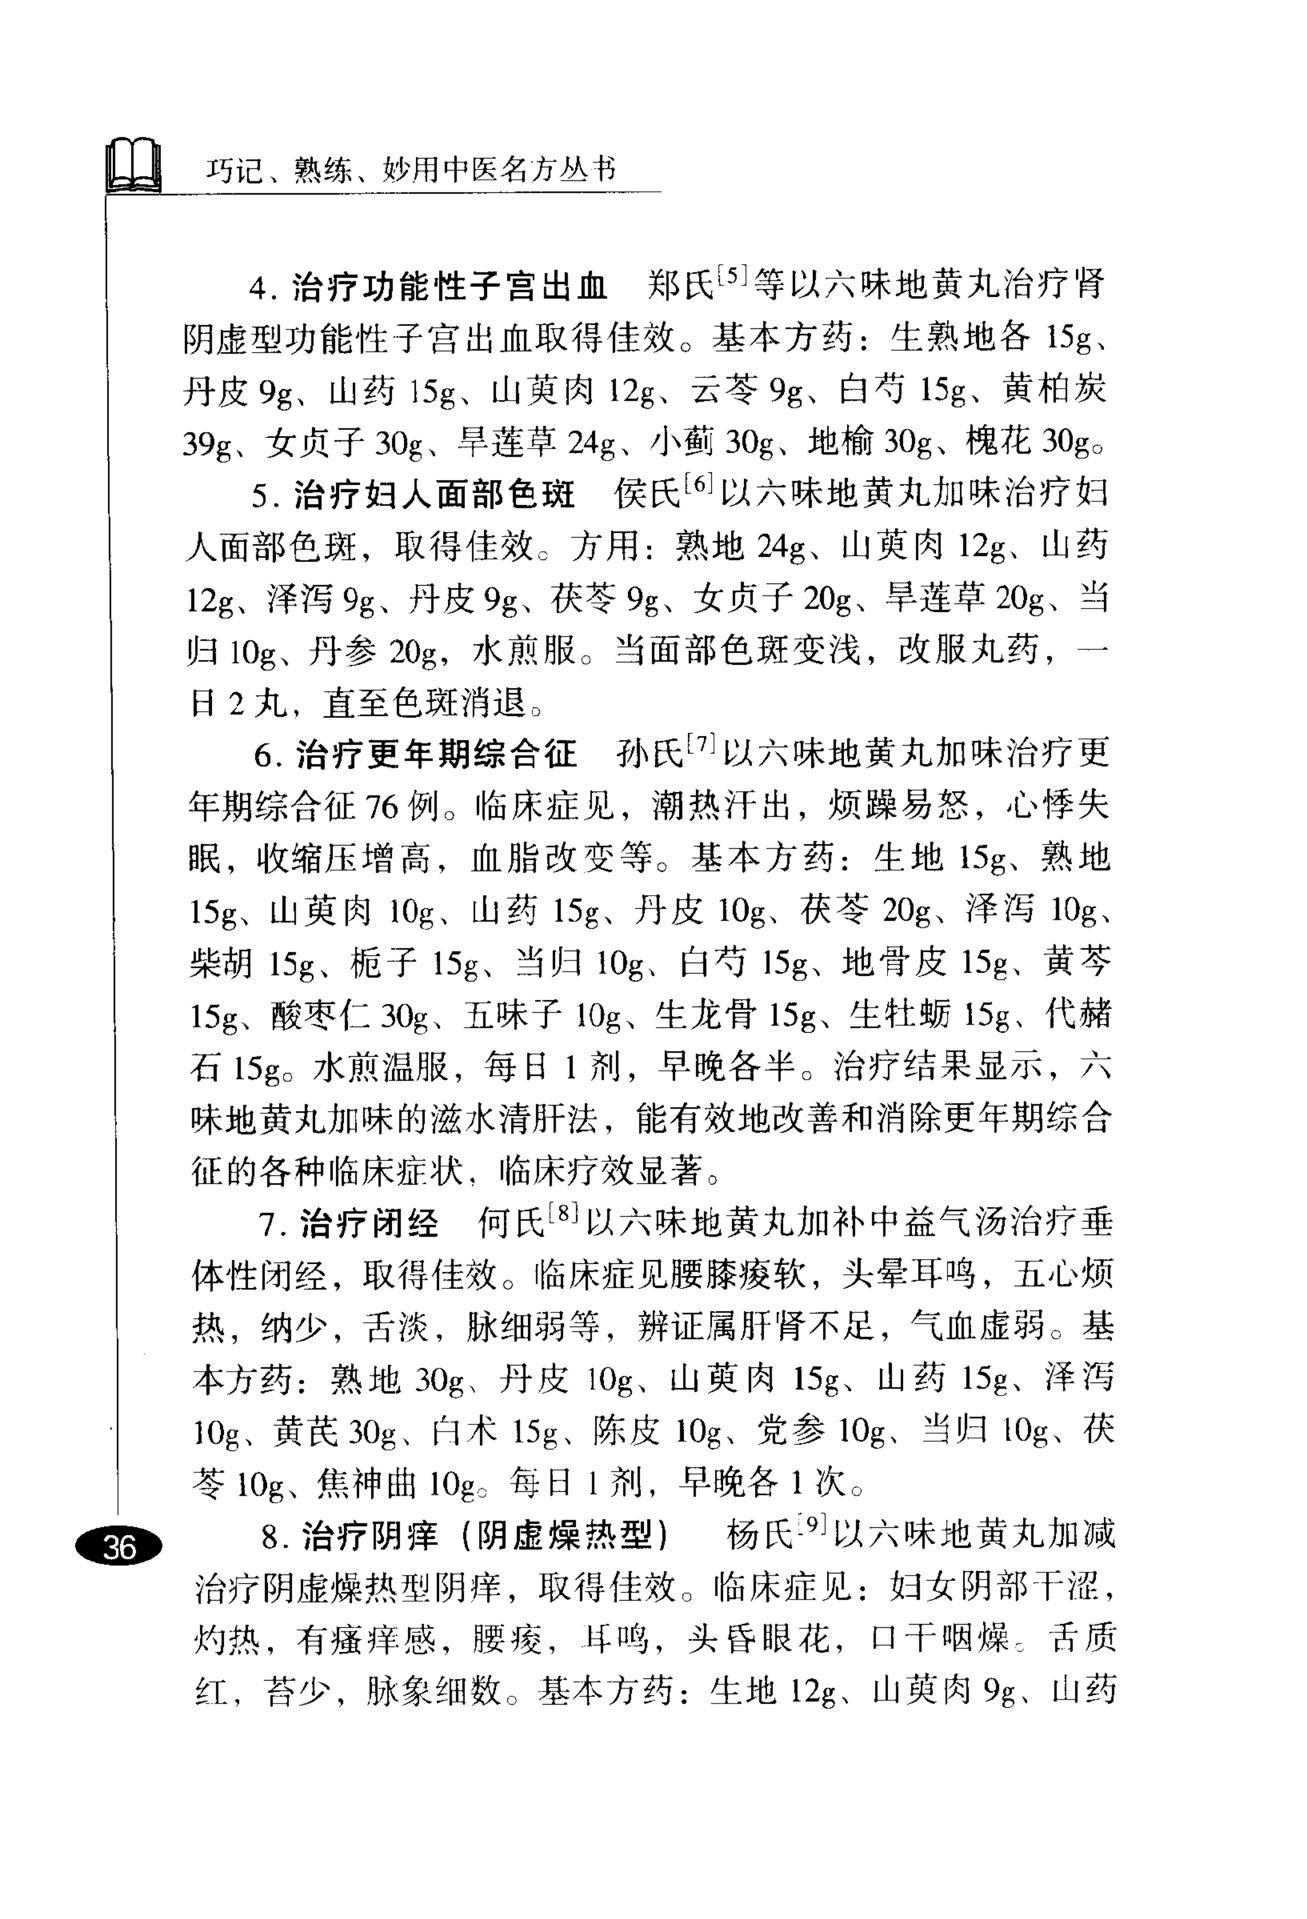 巧记、熟练、妙用中医名方丛书
4. 治疗功能性子宫出血　郑氏[5]等以六味地黄丸治疗肾
阴虚型功能性子宫出血取得佳效。基本方药：生熟地各 15g、
丹皮 9g、山药 15g、山萸肉 12g、云苓 9g、白芍 15g、黄柏炭
39g、女贞子 30g、旱莲草 24g、小蓟 30g、地榆 30g、槐花 30g。
5. 治疗妇人面部色斑　侯氏[6]以六味地黄丸加味治疗妇
人面部色斑，取得佳效。方用：熟地 24g、山萸肉 12g、山药
12g、泽泻 9g、丹皮 9g、茯苓 9g、女贞子 20g、旱莲草 20g、当
归 10g、丹参 20g，水煎服。当面部色斑变浅，改服丸药，一
日 2 丸，直至色斑消退。
6. 治疗更年期综合征　孙氏[7]以六味地黄丸加味治疗更
年期综合征 76 例。临床症见，潮热汗出，烦躁易怒，心悸失
眠，收缩压增高，血脂改变等。基本方药：生地 15g、熟地
15g、山萸肉 10g、山药 15g、丹皮 10g、茯苓 20g、泽泻 10g、
柴胡 15g、栀子 15g、当归 10g、白芍 15g、地骨皮 15g、黄芩
15g、酸枣仁 30g、五味子 10g、生龙骨 15g、生牡蛎 15g、代赭
石 15g。水煎温服，每日 1 剂，早晚各半。治疗结果显示，六
味地黄丸加味的滋水清肝法，能有效地改善和消除更年期综合
征的各种临床症状，临床疗效显著。
7. 治疗闭经　何氏[8]以六味地黄丸加补中益气汤治疗垂
体性闭经，取得佳效。临床症见腰膝痠软，头晕耳鸣，五心烦
热，纳少，舌淡，脉细弱等，辨证属肝肾不足，气血虚弱。基
本方药：熟地 30g、丹皮 10g、山萸肉 15g、山药 15g、泽泻
10g、黄芪 30g、白术 15g、陈皮 10g、党参 10g、当归 10g、茯
苓 10g、焦神曲 10g。每日 1 剂，早晚各 1 次。
8. 治疗阴痒（阴虚燥热型）　杨氏[9]以六味地黄丸加减
治疗阴虚燥热型阴痒，取得佳效。临床症见：妇女阴部干涩，
灼热，有瘙痒感，腰痠，耳鸣，头昏眼花，口干咽燥。舌质
红，苔少，脉象细数。基本方药：生地 12g、山萸肉 9g、山药
36